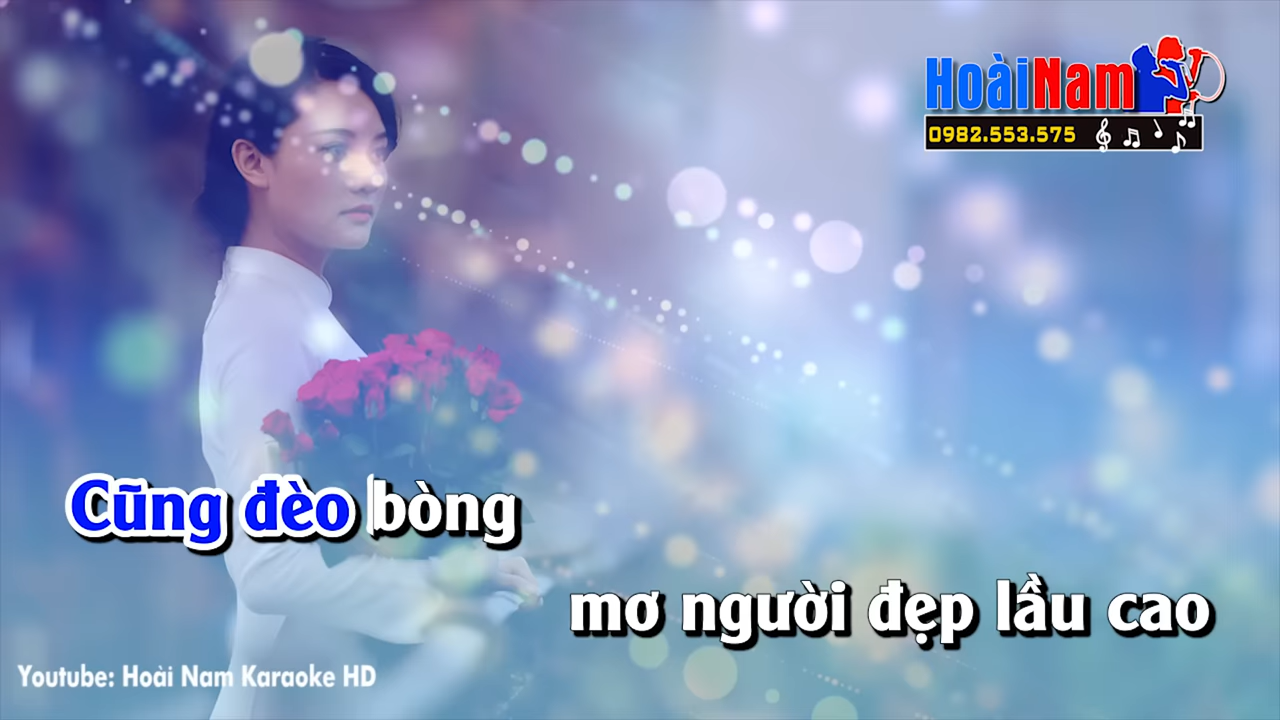 HoàiNam
0982.553.575
Cũng đèo bòng
mơ người đẹp lầu cao
Youtube: Hoài Nam Karaoke HD